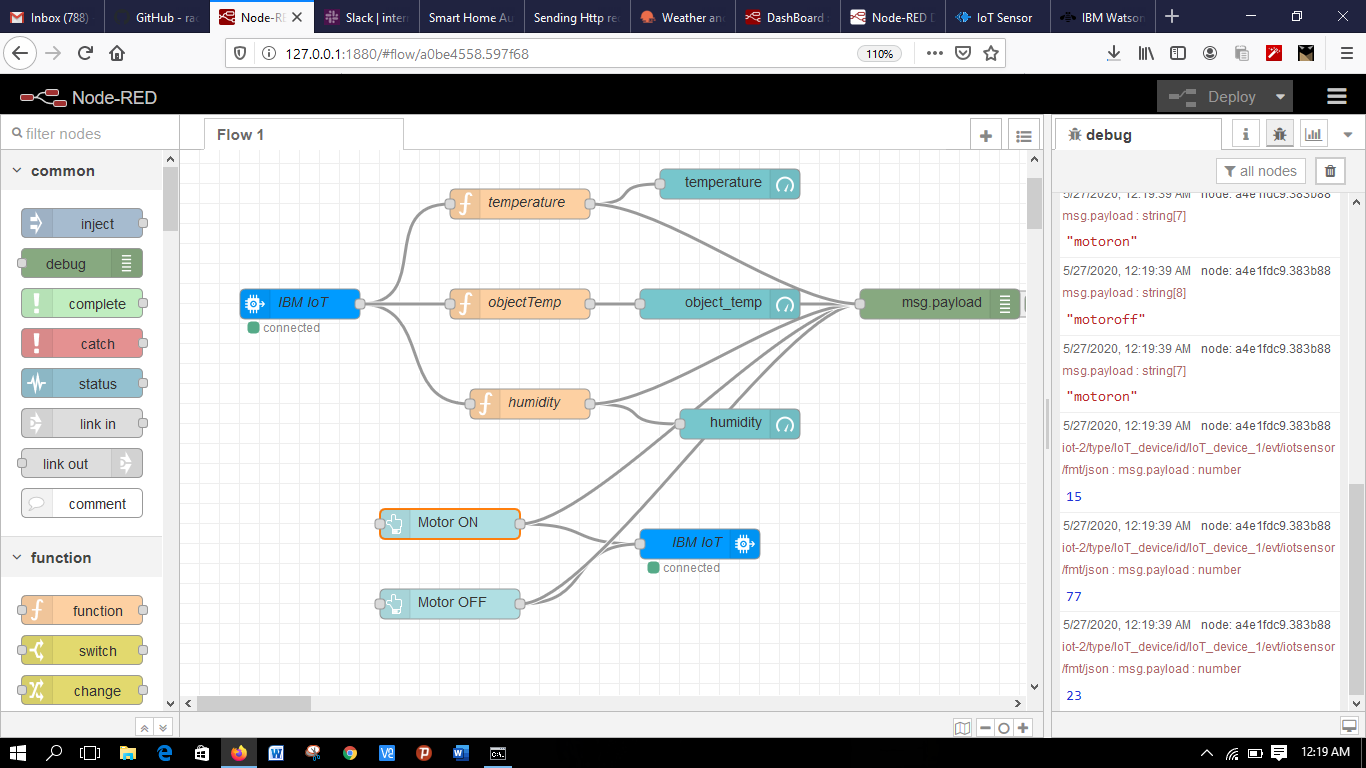 Inbox (788)
GitHub - rac
Node-RED
Slack | inter
Smart Home Au
Sending Http re
Weather and
DashBoard
Node-RED D
IoT Sensor
IBM Watson
127.0.0.1:1880/#flow/a0be4558.597f68
110%
Node-RED
Deploy
filter nodes
Flow 1
debug
common
all nodes
inject
debug
complete
catch
status
link in
link out
comment
function
function
switch
change
temperature
temperature
IBM IoT
connected
objectTemp
object_temp
msg.payload
humidity
humidity
Motor ON
IBM IoT
connected
Motor OFF
5/27/2020, 12:19:39 AM node: a4e1fdc9.383b88
msg.payload : string[7]
"motoron"
5/27/2020, 12:19:39 AM node: a4e1fdc9.383b88
msg.payload : string[8]
"motoroff"
5/27/2020, 12:19:39 AM node: a4e1fdc9.383b88
msg.payload : string[7]
"motoron"
5/27/2020, 12:19:39 AM node: a4e1fdc9.383b88
iot-2/type/IoT_device/id/IoT_device_1/evt/iotsensor
/fmt/json : msg.payload : number
15
5/27/2020, 12:19:39 AM node: a4e1fdc9.383b88
iot-2/type/IoT_device/id/IoT_device_1/evt/iotsensor
/fmt/json : msg.payload : number
77
5/27/2020, 12:19:39 AM node: a4e1fdc9.383b88
iot-2/type/IoT_device/id/IoT_device_1/evt/iotsensor
/fmt/json : msg.payload : number
23
12:19 AM